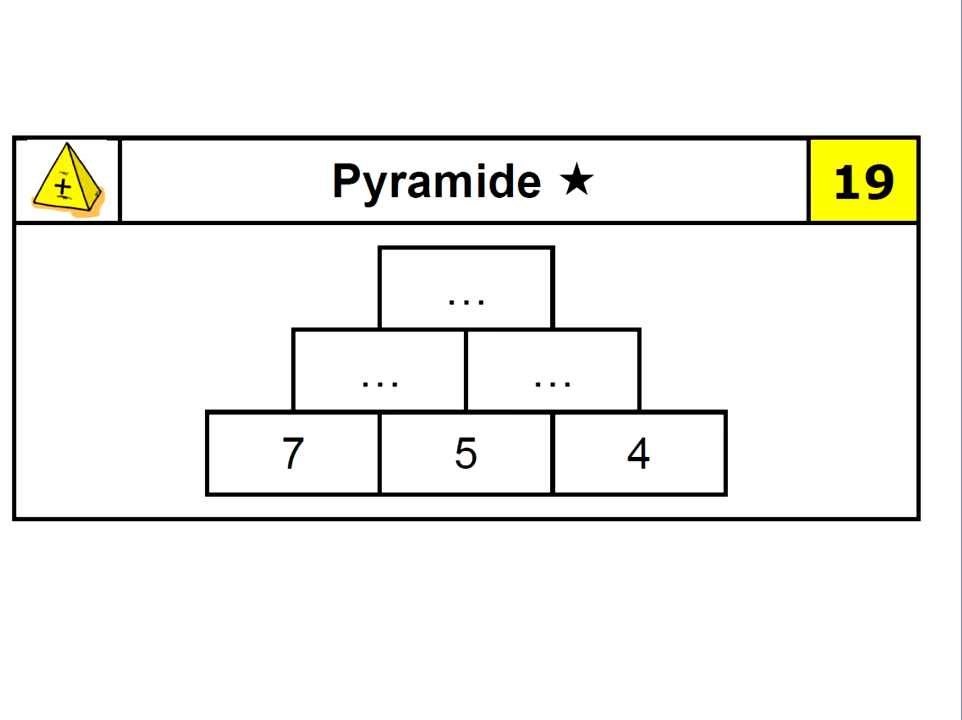 ±
Pyramide ★
19
…
… …
7 5 4